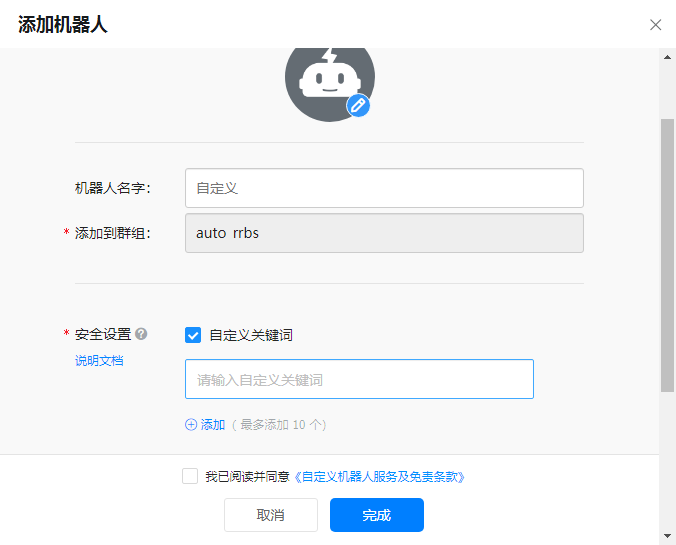 添加机器人
机器人名字：
自定义
* 添加到群组：
auto rrbs
* 安全设置 ?
自定义关键词
说明文档
请输入自定义关键词
添加（ 最多添加 10 个）
我已阅读并同意《自定义机器人服务及免责条款》
取消
完成